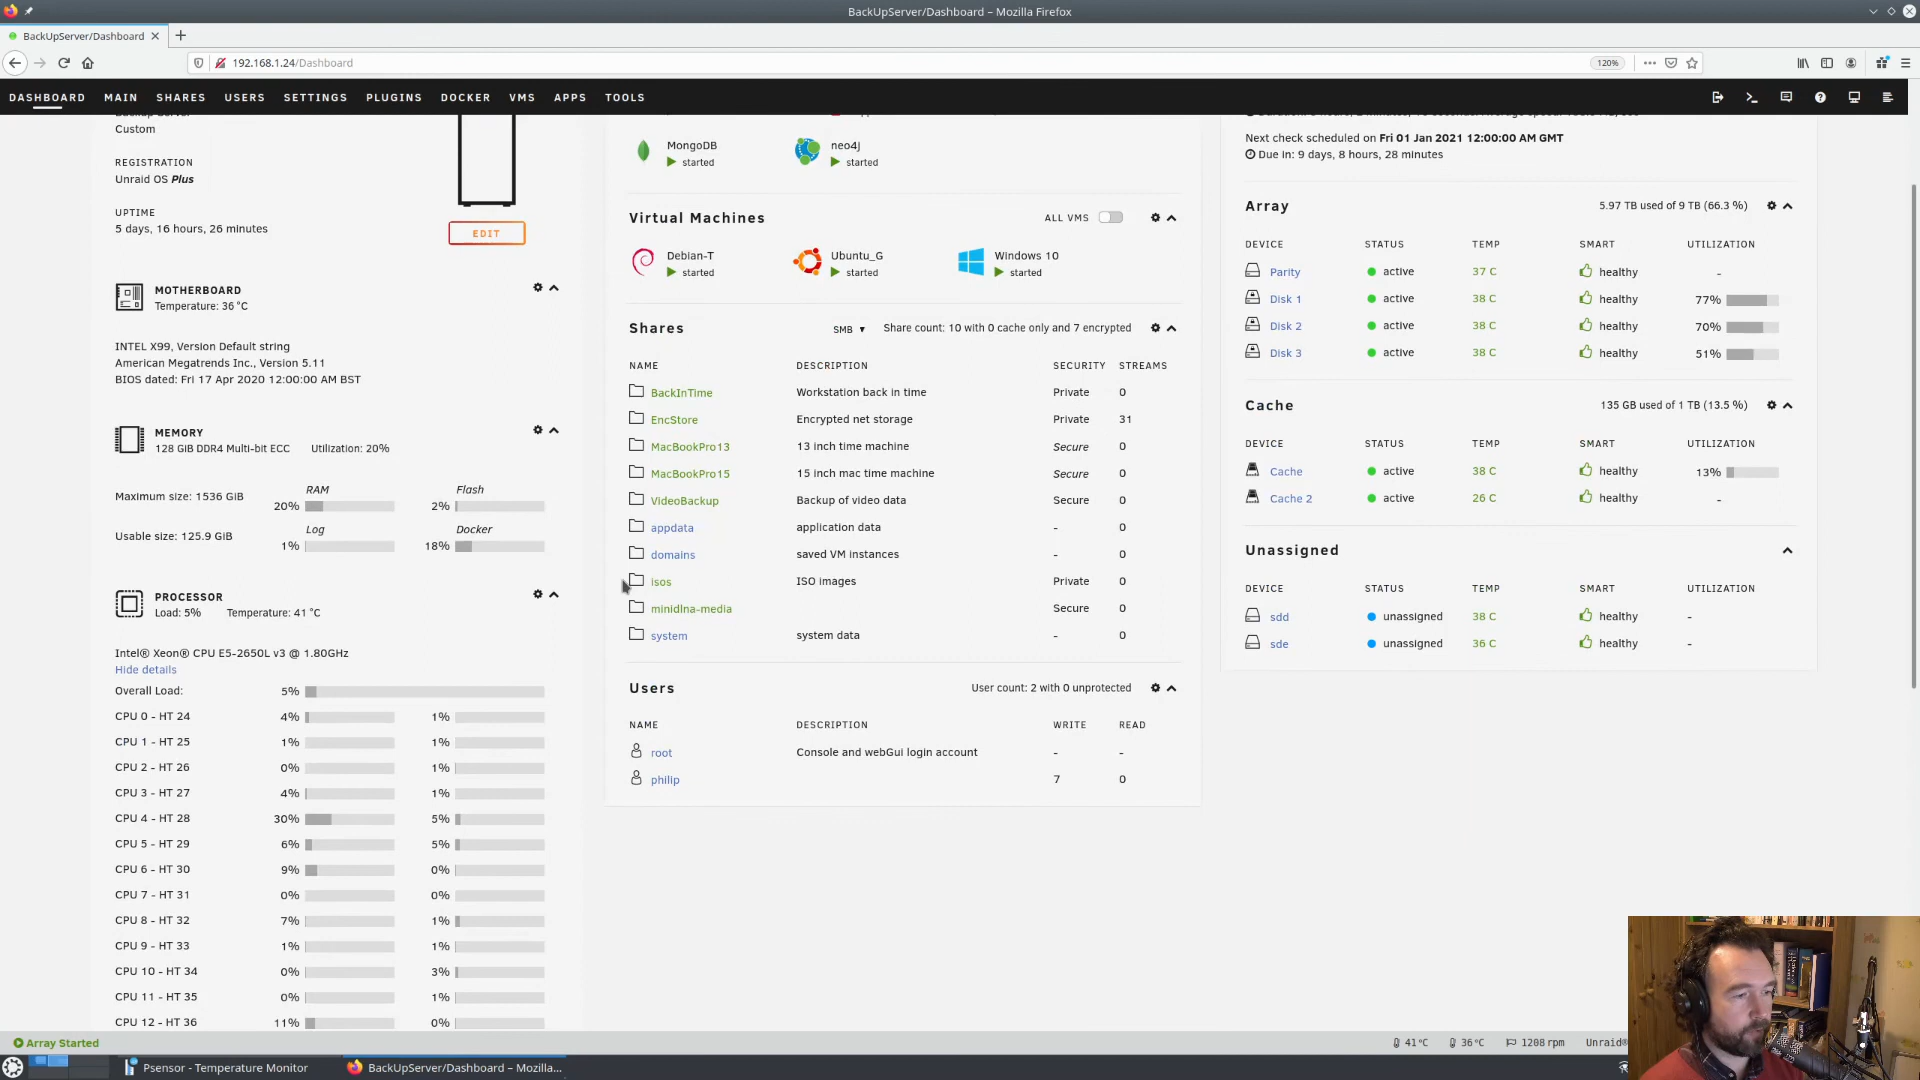 BackUpServer/Dashboard – Mozilla Firefox
BackUpServer/Dashboard
192.168.1.24/Dashboard
120%
DASHBOARD MAIN SHARES USERS SETTINGS PLUGINS DOCKER VMS APPS TOOLS
Custom
REGISTRATION
Unraid OS Plus
UPTIME
5 days, 16 hours, 26 minutes
EDIT
MOTHERBOARD
Temperature: 36 °C
INTEL X99, Version Default string
American Megatrends Inc., Version 5.11
BIOS dated: Fri 17 Apr 2020 12:00:00 AM BST
MEMORY
128 GiB DDR4 Multi-bit ECC Utilization: 20%
RAM Flash
Maximum size: 1536 GiB 20% 2%
Log Docker
Usable size: 125.9 GiB 1% 18%
PROCESSOR
Load: 5% Temperature: 41 °C
Intel® Xeon® CPU E5-2650L v3 @ 1.80GHz
Hide details
Overall Load: 5%
CPU 0 - HT 24 4% 1%
CPU 1 - HT 25 1% 1%
CPU 2 - HT 26 0% 1%
CPU 3 - HT 27 4% 1%
CPU 4 - HT 28 30% 5%
CPU 5 - HT 29 6% 5%
CPU 6 - HT 30 9% 0%
CPU 7 - HT 31 0% 0%
CPU 8 - HT 32 7% 1%
CPU 9 - HT 33 1% 1%
CPU 10 - HT 34 0% 3%
CPU 11 - HT 35 0% 1%
CPU 12 - HT 36 11% 0%
MongoDB neo4j
started started
Virtual Machines ALL VMS
Debian-T Ubuntu_G Windows 10
started started started
Shares SMB Share count: 10 with 0 cache only and 7 encrypted
NAME DESCRIPTION SECURITY STREAMS
BackInTime Workstation back in time Private 0
EncStore Encrypted net storage Private 31
MacBookPro13 13 inch time machine Secure 0
MacBookPro15 15 inch mac time machine Secure 0
VideoBackup Backup of video data Secure 0
appdata application data - 0
domains saved VM instances - 0
isos ISO images Private 0
minidlna-media Secure 0
system system data - 0
Users User count: 2 with 0 unprotected
NAME DESCRIPTION WRITE READ
root Console and webGui login account - -
philip 7 0
Next check scheduled on Fri 01 Jan 2021 12:00:00 AM GMT
Due in: 9 days, 8 hours, 28 minutes
Array 5.97 TB used of 9 TB (66.3 %)
DEVICE STATUS TEMP SMART UTILIZATION
Parity active 37 C healthy -
Disk 1 active 38 C healthy 77%
Disk 2 active 38 C healthy 70%
Disk 3 active 38 C healthy 51%
Cache 135 GB used of 1 TB (13.5 %)
DEVICE STATUS TEMP SMART UTILIZATION
Cache active 38 C healthy 13%
Cache 2 active 26 C healthy -
Unassigned
DEVICE STATUS TEMP SMART UTILIZATION
sdd unassigned 38 C healthy -
sde unassigned 36 C healthy -
Array Started 41 °C 36 °C 1208 rpm Unraid®
Psensor - Temperature Monitor BackUpServer/Dashboard – Mozilla...